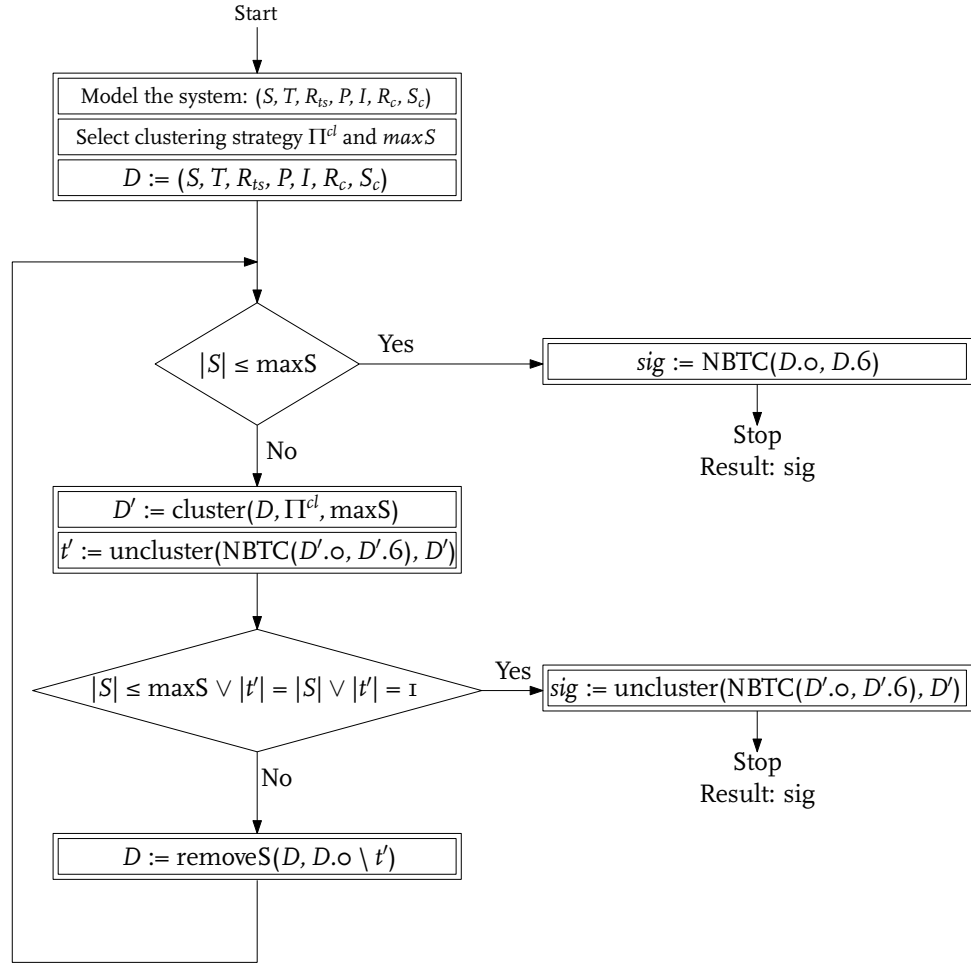 Start
Model the system: (S, T, R_ts, P, I, R_c, S_c)
Select clustering strategy Π^cl and maxS
D := (S, T, R_ts, P, I, R_c, S_c)
|S| ≤ maxS
Yes
sig := NBTC(D.0, D.6)
Stop
Result: sig
No
D′ := cluster(D, Π^cl, maxS)
t′ := uncluster(NBTC(D′.0, D′.6), D′)
|S| ≤ maxS ∨ |t′| = |S| ∨ |t′| = 1
Yes
sig := uncluster(NBTC(D′.0, D′.6), D′)
Stop
Result: sig
No
D := removeS(D, D.0 \ t′)